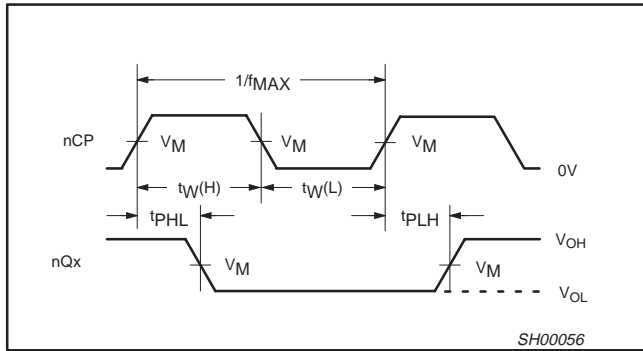 1/fMAX
nCP VM VM VM
0V
tW(H) tW(L)
tPHL tPLH
VOH
nQx VM VM
VOL
SH00056